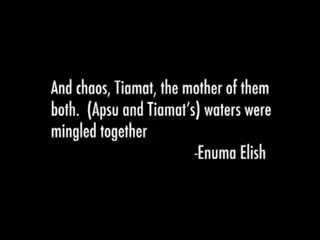 And chaos, Tiamat, the mother of them
both.  (Apsu and Tiamat's) waters were
mingled together
-Enuma Elish